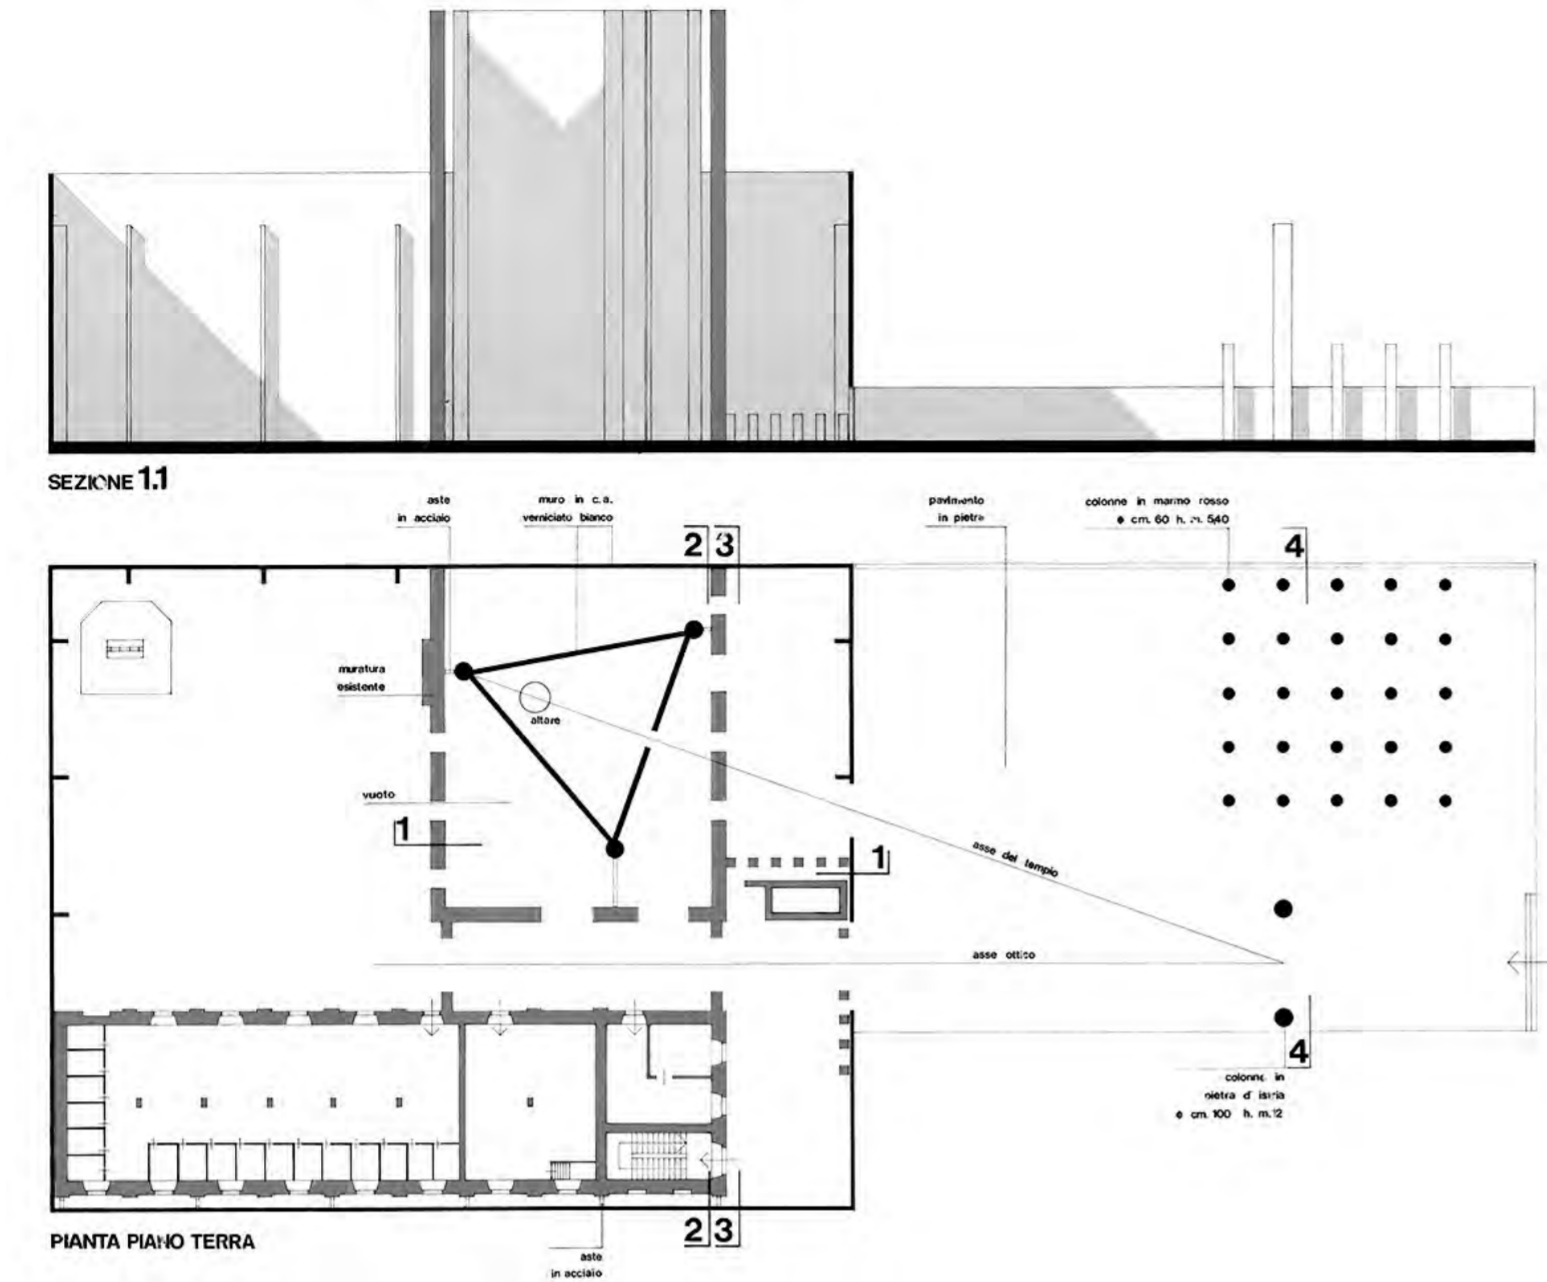 SEZIONE 1.1
aste
in acciaio
muro in c.a.
verniciato bianco
2 3
pavimento
in pietra
colonne in marmo rosso
ø cm. 60 h. m. 5,40
4
muratura
esistente
altare
vuoto
1
1
asse del tempio
asse ottico
4
colonne in
pietra d' istria
ø cm. 100 h. m. 12
PIANTA PIANO TERRA
2 3
aste
in acciaio